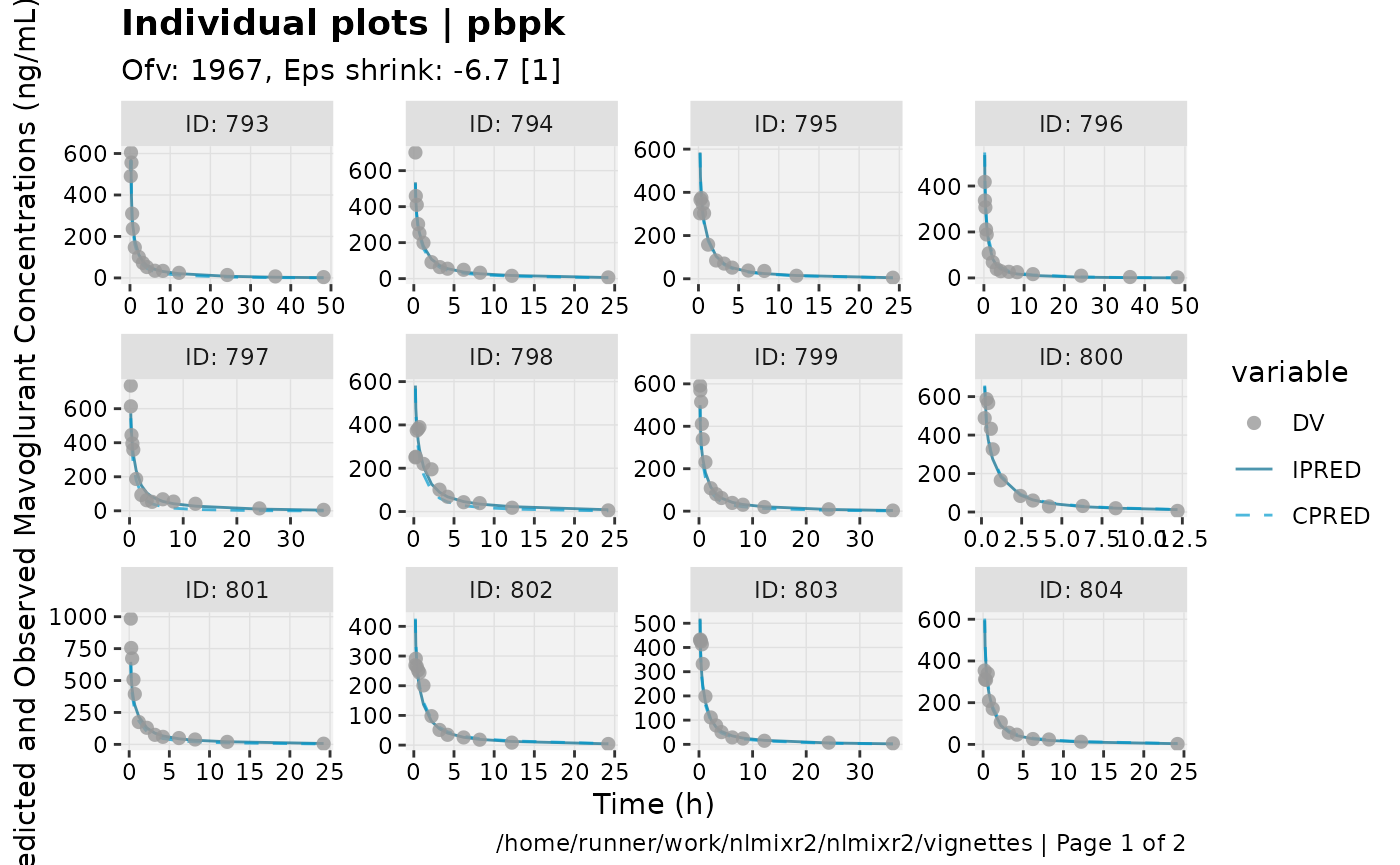 Individual plots | pbpk
Ofv: 1967, Eps shrink: -6.7 [1]
edicted and Observed Mavoglurant Concentrations (ng/mL)
ID: 793
600
400
200
0
0 10 20 30 40 50
ID: 794
600
400
200
0
0 5 10 15 20 25
ID: 795
600
400
200
0
0 5 10 15 20 25
ID: 796
400
200
0
0 10 20 30 40 50
ID: 797
600
400
200
0
0 10 20 30
ID: 798
600
400
200
0
0 5 10 15 20 25
ID: 799
600
400
200
0
0 10 20 30
ID: 800
600
400
200
0
0.0 2.5 5.0 7.5 10.0 12.5
ID: 801
1000
750
500
250
0
0 5 10 15 20 25
ID: 802
400
300
200
100
0
0 5 10 15 20 25
ID: 803
500
400
300
200
100
0
0 10 20 30
ID: 804
600
400
200
0
0 5 10 15 20 25
Time (h)
variable
DV
IPRED
CPRED
/home/runner/work/nlmixr2/nlmixr2/vignettes | Page 1 of 2